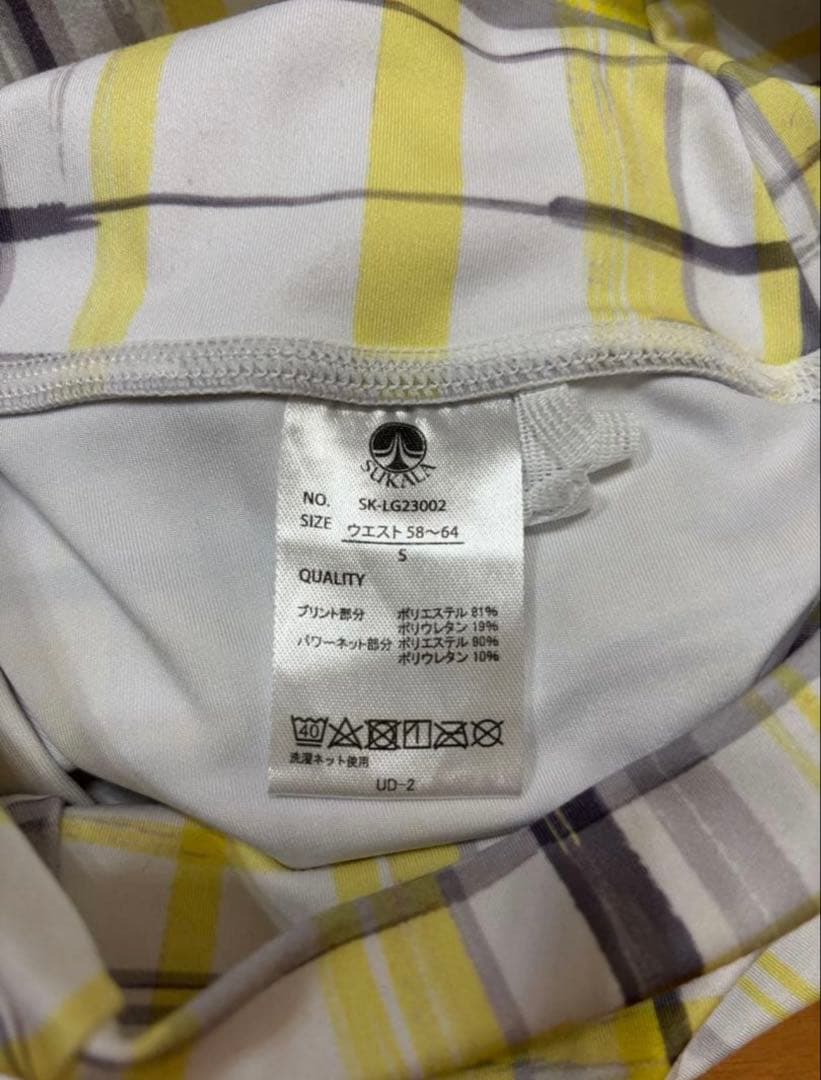 SUKALA
NO. SK-LG23002
SIZE ウエスト 58～64
S
QUALITY
プリント部分 ポリエステル 81%
ポリウレタン 19%
パワーネット部分 ポリエステル 90%
ポリウレタン 10%
40
洗濯ネット使用
UD-2